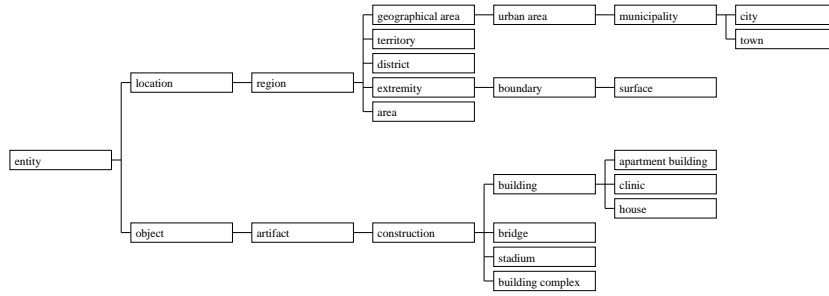 geographical area urban area municipality city
territory town
district
location region extremity boundary surface
area
entity
apartment building
building clinic
house
object artifact construction bridge
stadium
building complex